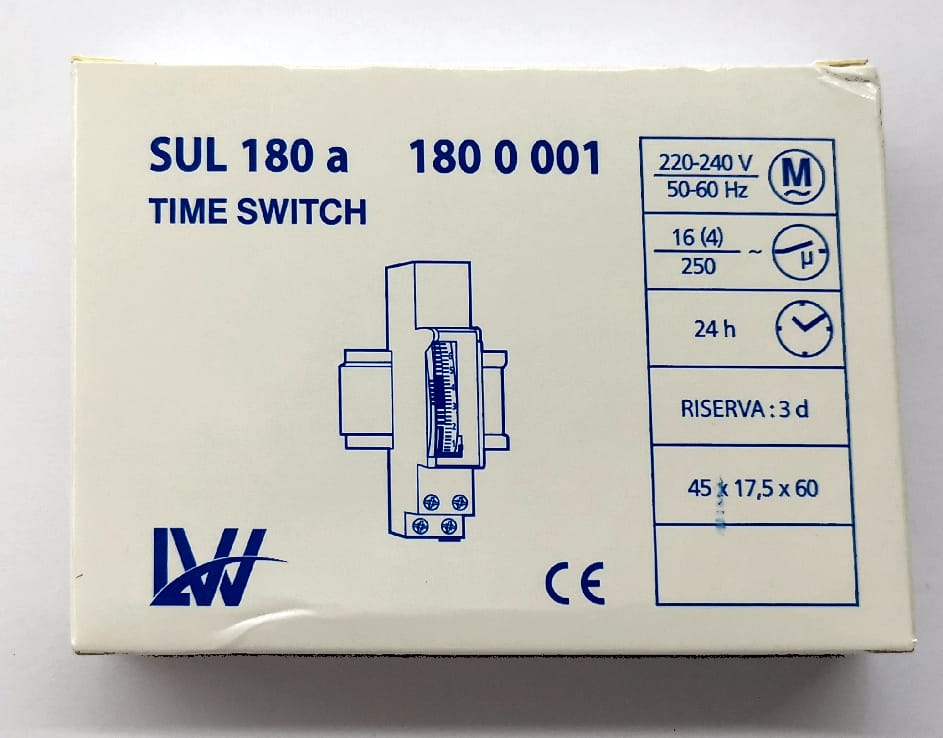 SUL 180 a 180 0 001
TIME SWITCH
220-240 V
50-60 Hz
M
~
16 (4)
250
~
µ
24 h
RISERVA : 3 d
45 x 17,5 x 60
LW
CE